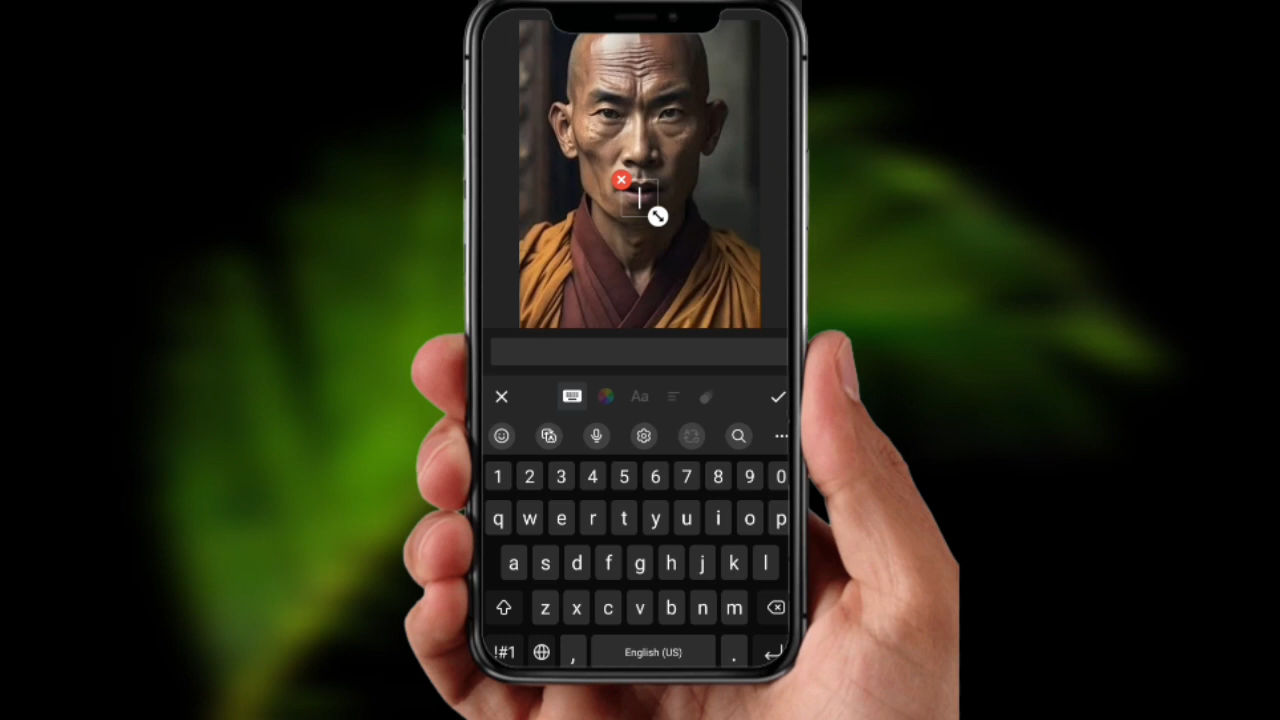 Aa
1 2 3 4 5 6 7 8 9 0
q w e r t y u i o p
a s d f g h j k l
z x c v b n m
!#1 , English (US) .